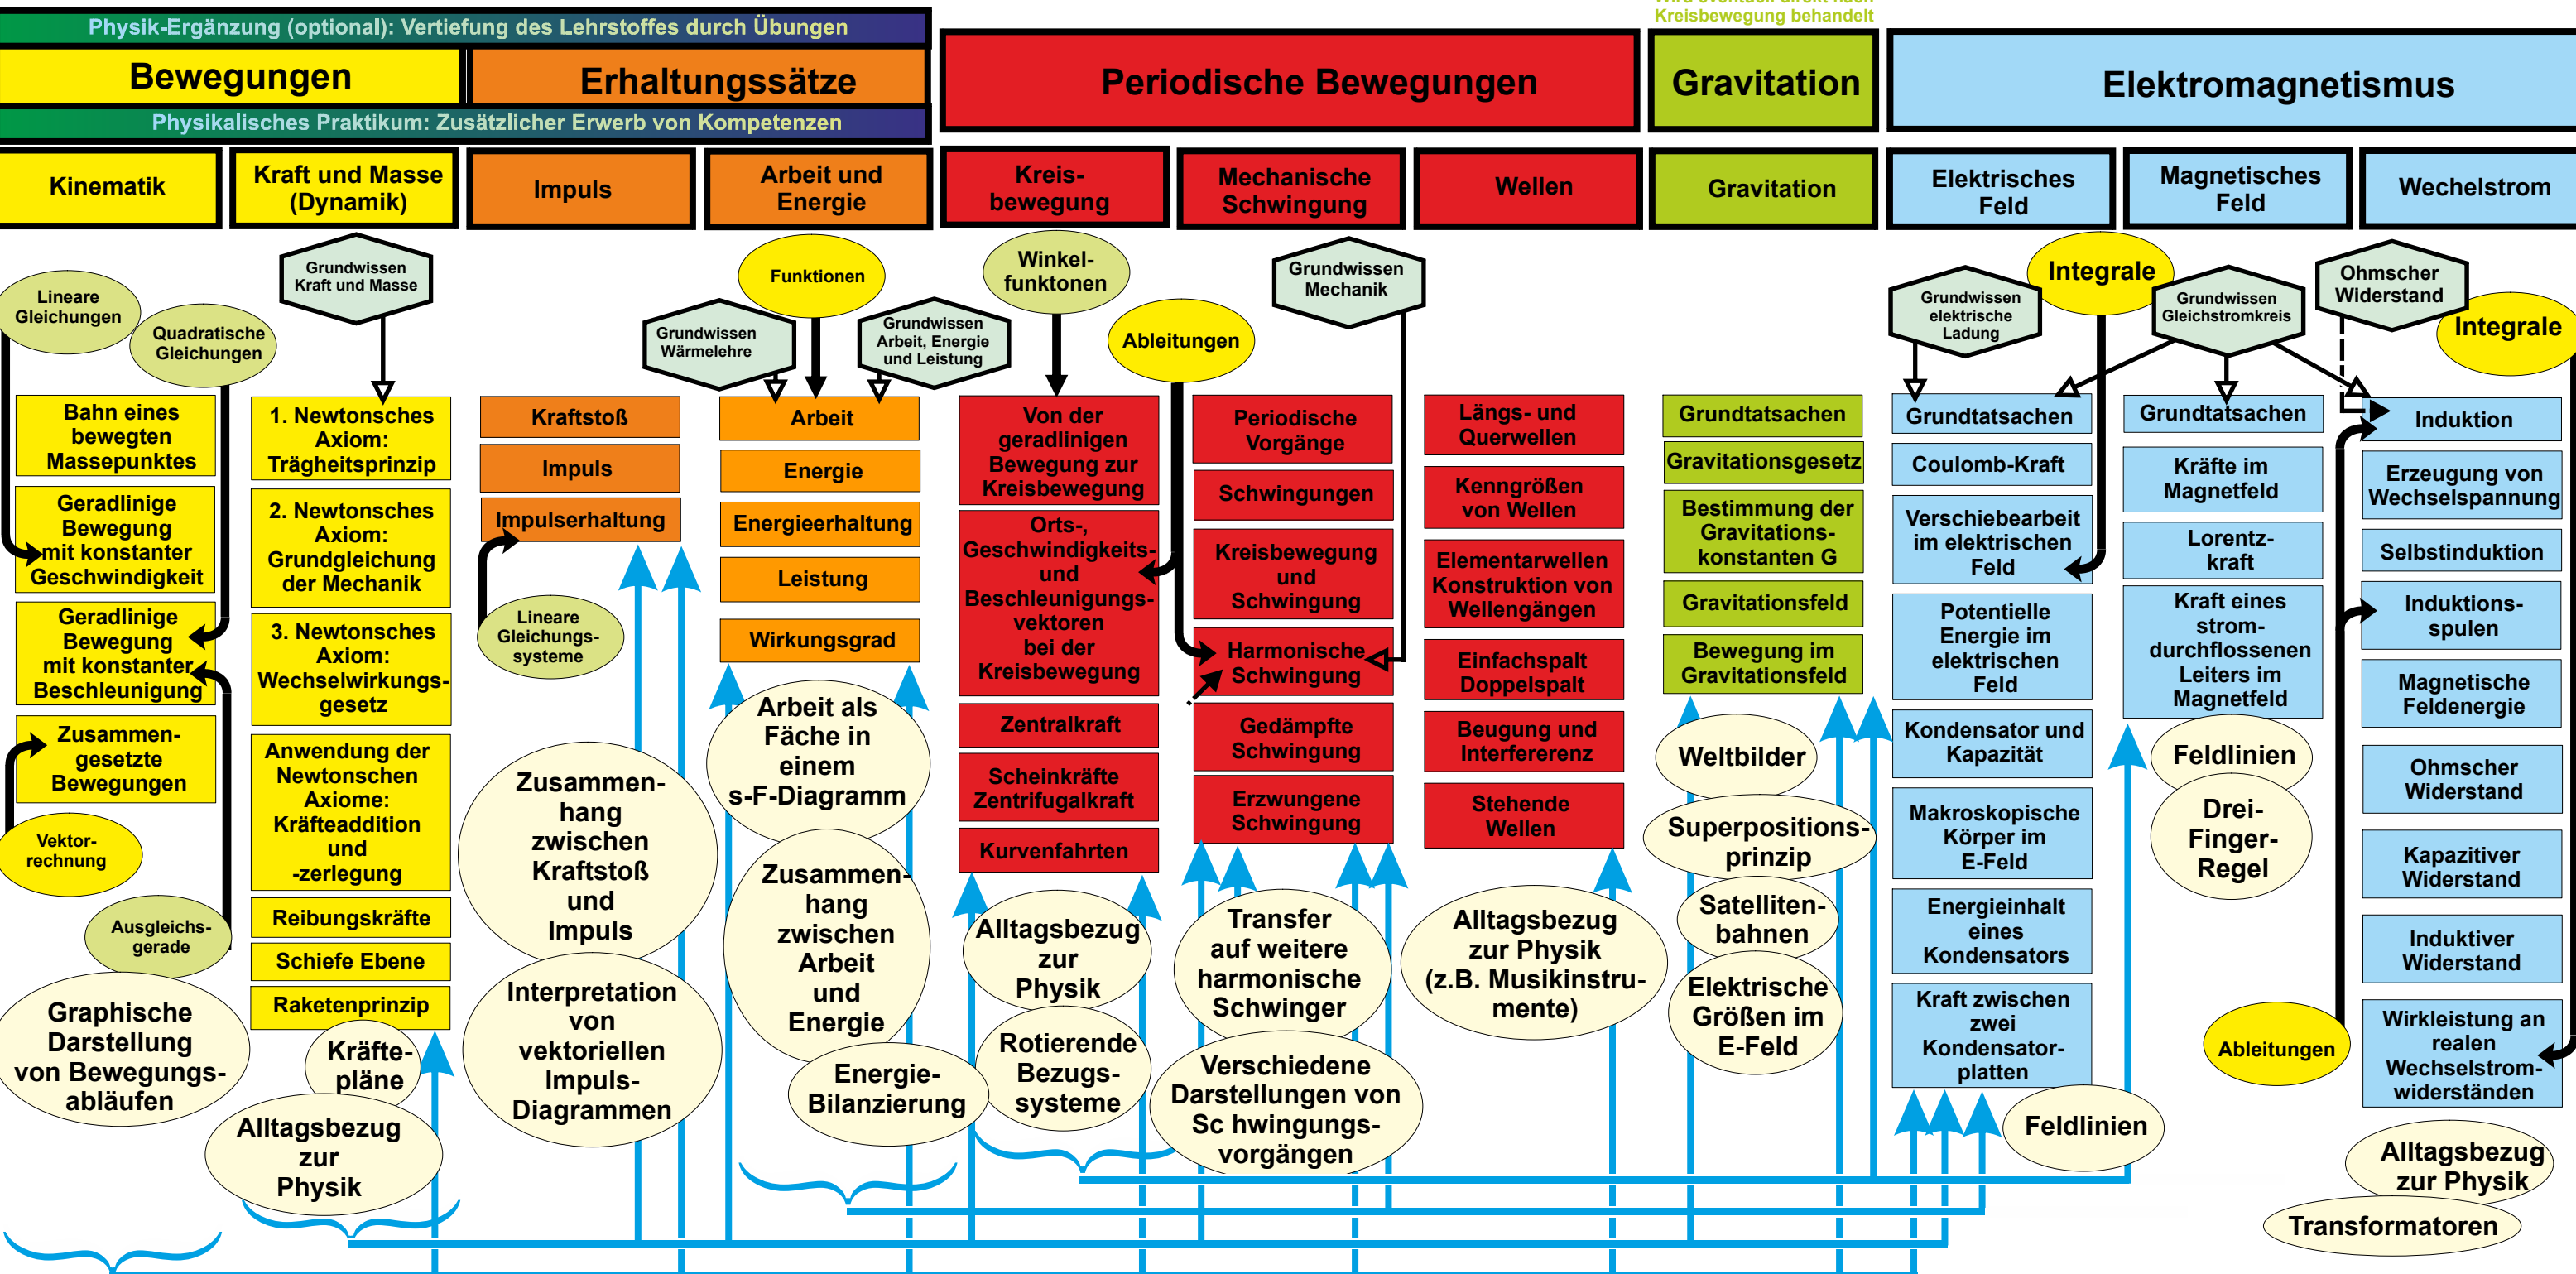 Wird eventuell direkt nach
Kreisbewegung behandelt
Physik-Ergänzung (optional): Vertiefung des Lehrstoffes durch Übungen
Bewegungen
Erhaltungssätze
Periodische Bewegungen
Gravitation
Elektromagnetismus
Physikalisches Praktikum: Zusätzlicher Erwerb von Kompetenzen
Kinematik
Kraft und Masse
(Dynamik)
Impuls
Arbeit und
Energie
Kreis-
bewegung
Mechanische
Schwingung
Wellen
Gravitation
Elektrisches
Feld
Magnetisches
Feld
Wechelstrom
Lineare
Gleichungen
Quadratische
Gleichungen
Bahn eines
bewegten
Massepunktes
Geradlinige
Bewegung
mit konstanter
Geschwindigkeit
Geradlinige
Bewegung
mit konstanter
Beschleunigung
Zusammen-
gesetzte
Bewegungen
Vektor-
rechnung
Ausgleichs-
gerade
Graphische
Darstellung
von Bewegungs-
abläufen
Grundwissen
Kraft und Masse
1. Newtonsches
Axiom:
Trägheitsprinzip
2. Newtonsches
Axiom:
Grundgleichung
der Mechanik
3. Newtonsches
Axiom:
Wechselwirkungs-
gesetz
Anwendung der
Newtonschen
Axiome:
Kräfteaddition
und
-zerlegung
Reibungskräfte
Schiefe Ebene
Raketenprinzip
Kräfte-
pläne
Alltagsbezug
zur
Physik
Kraftstoß
Impuls
Impulserhaltung
Lineare
Gleichungs-
systeme
Zusammen-
hang
zwischen
Kraftstoß
und
Impuls
Interpretation
von
vektoriellen
Impuls-
Diagrammen
Funktionen
Grundwissen
Wärmelehre
Grundwissen
Arbeit, Energie
und Leistung
Arbeit
Energie
Energieerhaltung
Leistung
Wirkungsgrad
Arbeit als
Fäche in
einem
s-F-Diagramm
Zusammen-
hang
zwischen
Arbeit
und
Energie
Energie-
Bilanzierung
Winkel-
funktonen
Ableitungen
Von der
geradlinigen
Bewegung zur
Kreisbewegung
Orts-,
Geschwindigkeits-
und
Beschleunigungs-
vektoren
bei der
Kreisbewegung
Zentralkraft
Scheinkräfte
Zentrifugalkraft
Kurvenfahrten
Alltagsbezug
zur
Physik
Rotierende
Bezugs-
systeme
Grundwissen
Mechanik
Periodische
Vorgänge
Schwingungen
Kreisbewegung
und
Schwingung
Harmonische
Schwingung
Gedämpfte
Schwingung
Erzwungene
Schwingung
Transfer
auf weitere
harmonische
Schwinger
Verschiedene
Darstellungen von
Sc hwingungs-
vorgängen
Längs- und
Querwellen
Kenngrößen
von Wellen
Elementarwellen
Konstruktion von
Wellengängen
Einfachspalt
Doppelspalt
Beugung und
Interfererenz
Stehende
Wellen
Alltagsbezug
zur Physik
(z.B. Musikinstru-
mente)
Grundtatsachen
Gravitationsgesetz
Bestimmung der
Gravitations-
konstanten G
Gravitationsfeld
Bewegung im
Gravitationsfeld
Weltbilder
Superpositions-
prinzip
Satelliten-
bahnen
Elektrische
Größen im
E-Feld
Grundwissen
elektrische
Ladung
Integrale
Grundtatsachen
Coulomb-Kraft
Verschiebearbeit
im elektrischen
Feld
Potentielle
Energie im
elektrischen
Feld
Kondensator und
Kapazität
Makroskopische
Körper im
E-Feld
Energieinhalt
eines
Kondensators
Kraft zwischen
zwei
Kondensator-
platten
Feldlinien
Grundwissen
Gleichstromkreis
Grundtatsachen
Kräfte im
Magnetfeld
Lorentz-
kraft
Kraft eines
strom-
durchflossenen
Leiters im
Magnetfeld
Feldlinien
Drei-
Finger-
Regel
Ableitungen
Ohmscher
Widerstand
Integrale
Induktion
Erzeugung von
Wechselspannung
Selbstinduktion
Induktions-
spulen
Magnetische
Feldenergie
Ohmscher
Widerstand
Kapazitiver
Widerstand
Induktiver
Widerstand
Wirkleistung an
realen
Wechselstrom-
widerständen
Alltagsbezug
zur Physik
Transformatoren